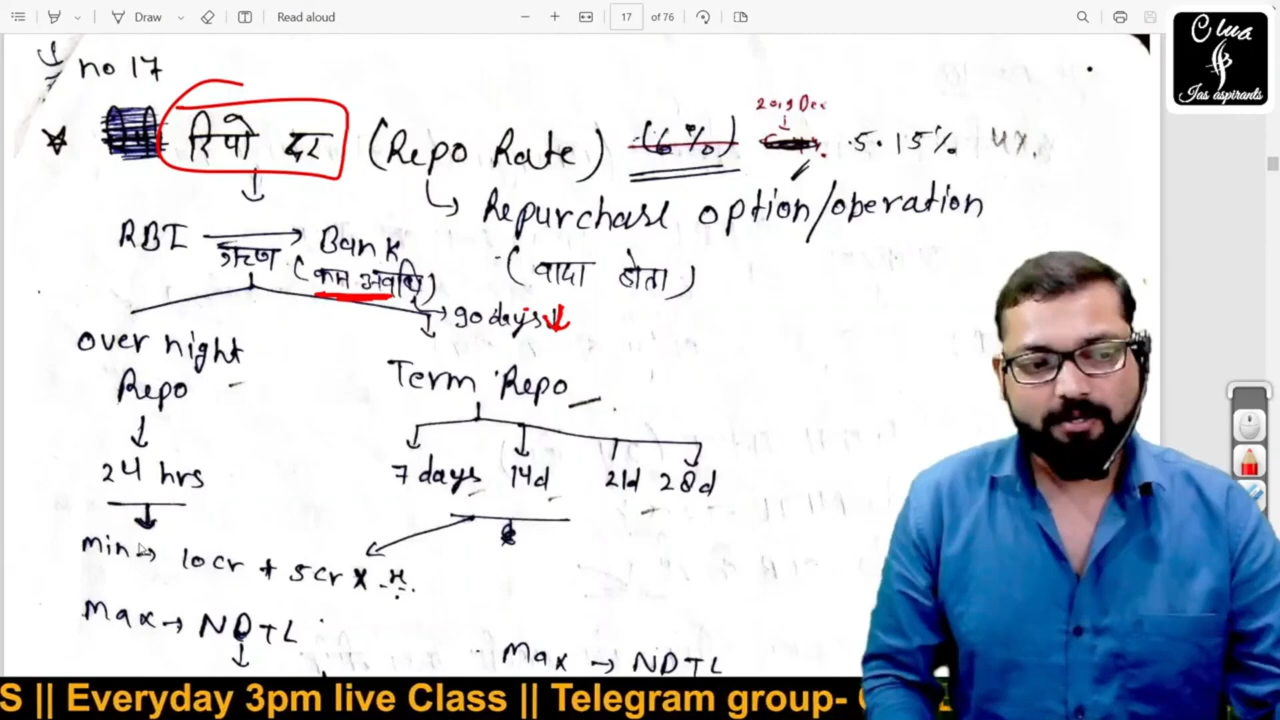 Draw
Read aloud
17
of 76
Clua
Ias aspirants
no 17
2019 Dec
रिपो दर (Repo Rate) (6%) 5.15% 4%.
Repurchase option/operation
RBI Bank
ऋण
(कम अवधि)
(वादा होता)
90 days
over night
Repo
Term Repo
24 hrs
7 days 14d 21d 28d
min → 10cr + 5cr x n
Max → NDTL
Max → NDTL
S || Everyday 3pm live Class || Telegram group-